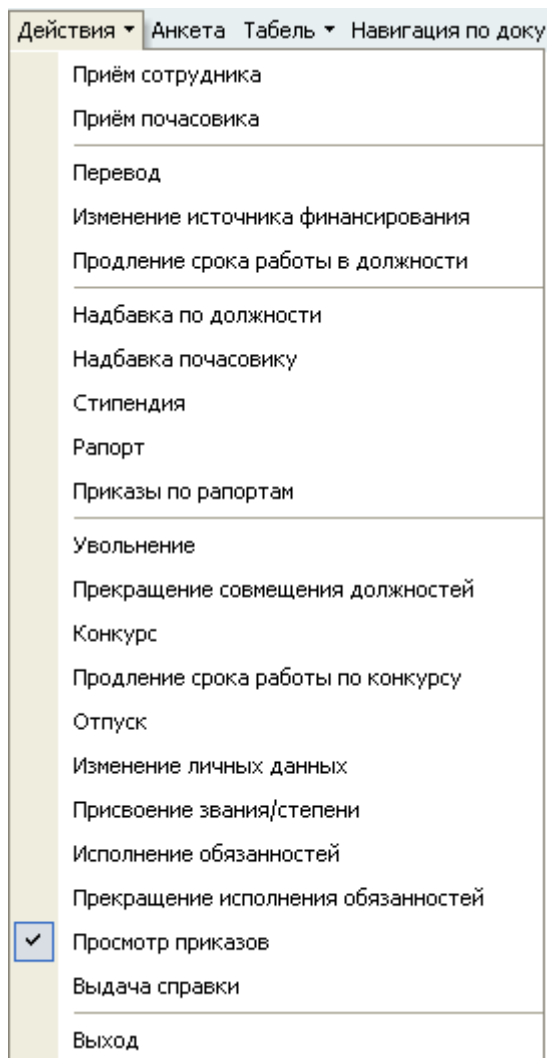 Действия Анкета Табель Навигация по доку
Приём сотрудника
Приём почасовика
Перевод
Изменение источника финансирования
Продление срока работы в должности
Надбавка по должности
Надбавка почасовику
Стипендия
Рапорт
Приказы по рапортам
Увольнение
Прекращение совмещения должностей
Конкурс
Продление срока работы по конкурсу
Отпуск
Изменение личных данных
Присвоение звания/степени
Исполнение обязанностей
Прекращение исполнения обязанностей
Просмотр приказов
Выдача справки
Выход